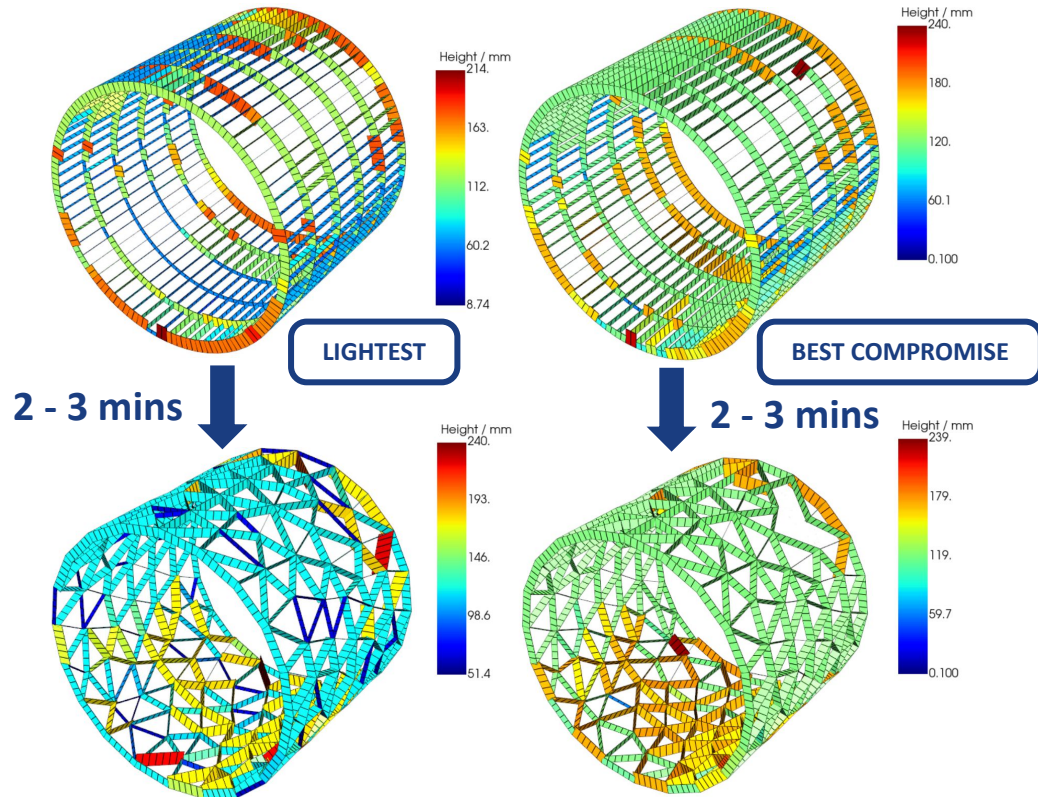 Height / mm
214.
163.
112.
60.2
8.74
Height / mm
240.
180.
120.
60.1
0.100
LIGHTEST
BEST COMPROMISE
2 - 3 mins
2 - 3 mins
Height / mm
240.
193.
146.
98.6
51.4
Height / mm
239.
179.
119.
59.7
0.100